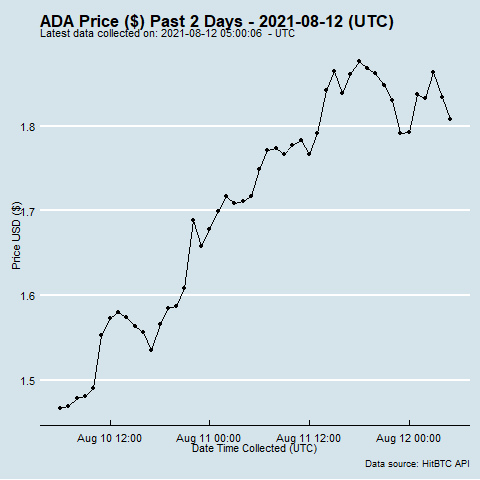 ADA Price ($) Past 2 Days - 2021-08-12 (UTC)
Latest data collected on: 2021-08-12 05:00:06 - UTC
1.8
1.7
1.6
1.5
Price USD ($)
Aug 10 12:00 Aug 11 00:00 Aug 11 12:00 Aug 12 00:00
Date Time Collected (UTC)
Data source: HitBTC API